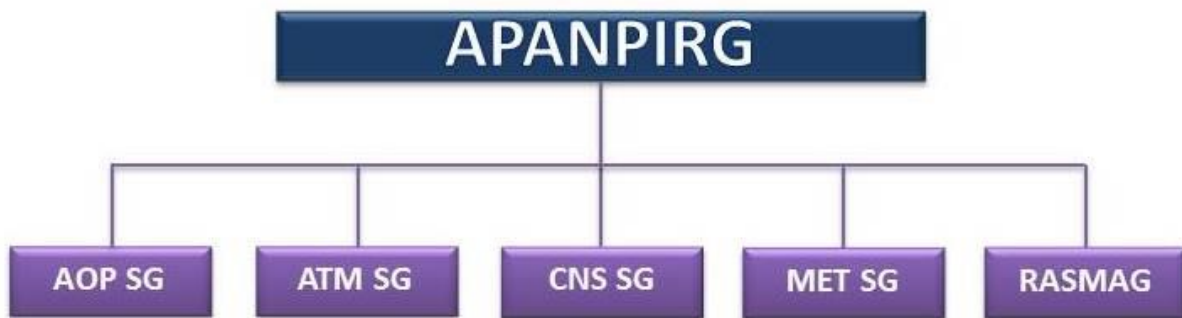 APANPIRG
AOP SG
ATM SG
CNS SG
MET SG
RASMAG